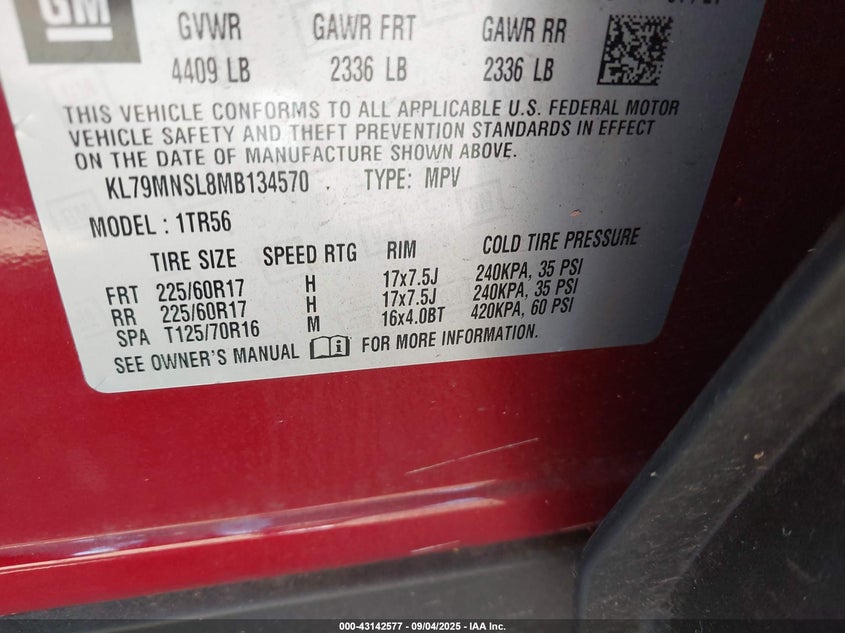 GM
GVWR GAWR FRT GAWR RR
4409 LB 2336 LB 2336 LB
THIS VEHICLE CONFORMS TO ALL APPLICABLE U.S. FEDERAL MOTOR
VEHICLE SAFETY AND THEFT PREVENTION STANDARDS IN EFFECT
ON THE DATE OF MANUFACTURE SHOWN ABOVE.
KL79MNSL8MB134570 TYPE: MPV
MODEL : 1TR56
TIRE SIZE SPEED RTG RIM COLD TIRE PRESSURE
FRT 225/60R17 H 17x7.5J 240KPA, 35 PSI
RR 225/60R17 H 17x7.5J 240KPA, 35 PSI
SPA T125/70R16 M 16x4.0BT 420KPA, 60 PSI
SEE OWNER'S MANUAL FOR MORE INFORMATION.
000-43142577 - 09/04/2025 - IAA Inc.